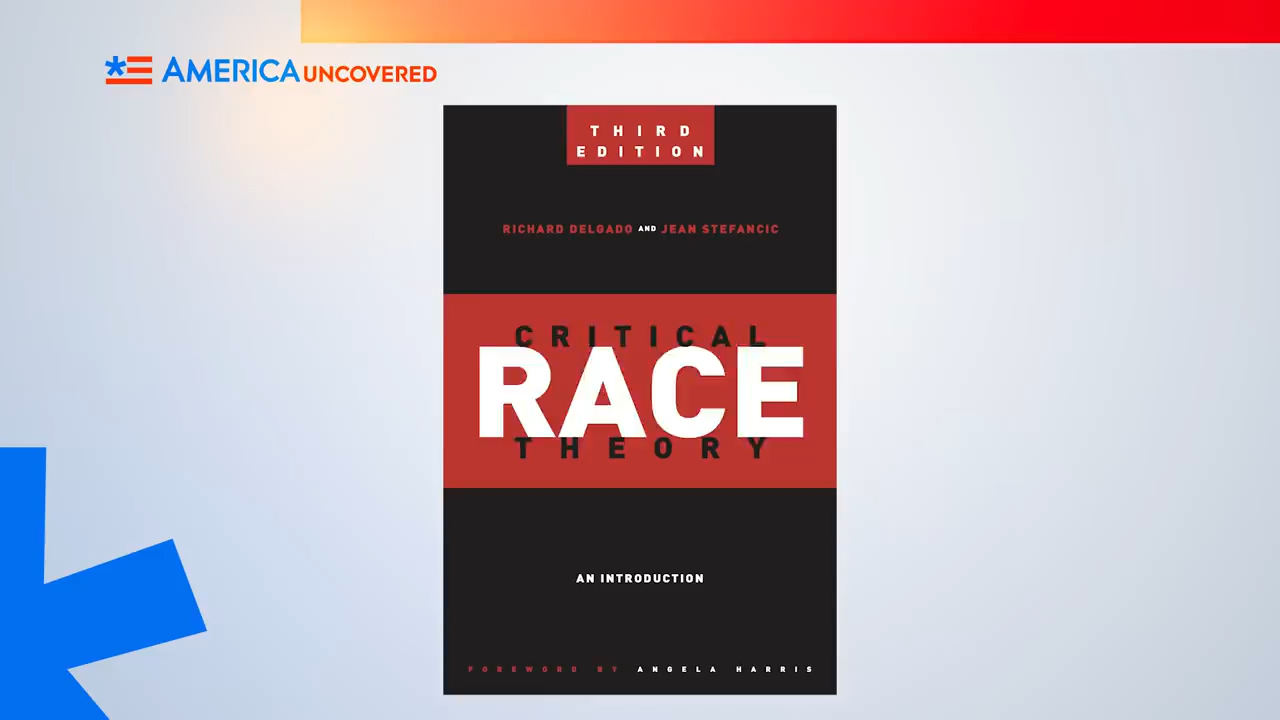 AMERICA UNCOVERED
THIRD
EDITION
RICHARD DELGADO AND JEAN STEFANCIC
CRITICAL
RACE
THEORY
AN INTRODUCTION
FOREWORD BY ANGELA HARRIS